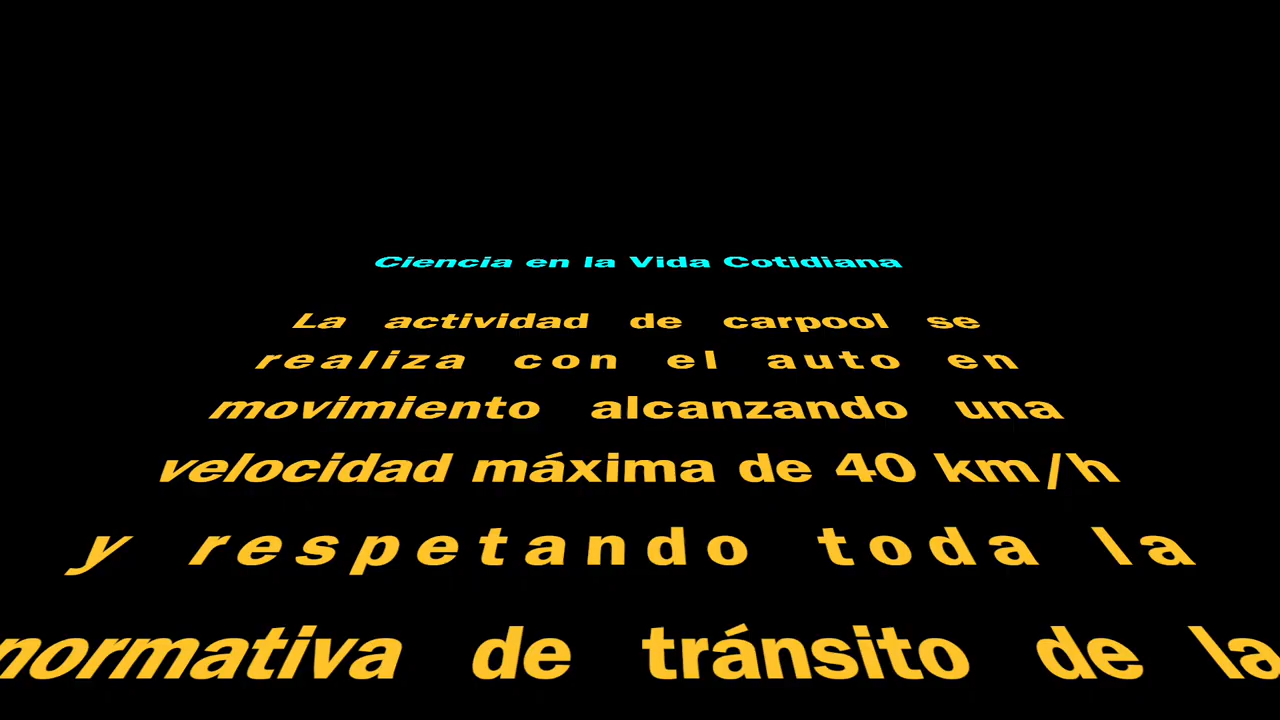 Ciencia en la Vida Cotidiana
La actividad de carpool se
realiza con el auto en
movimiento alcanzando una
velocidad máxima de 40 km/h
y respetando toda la
normativa de tránsito de la